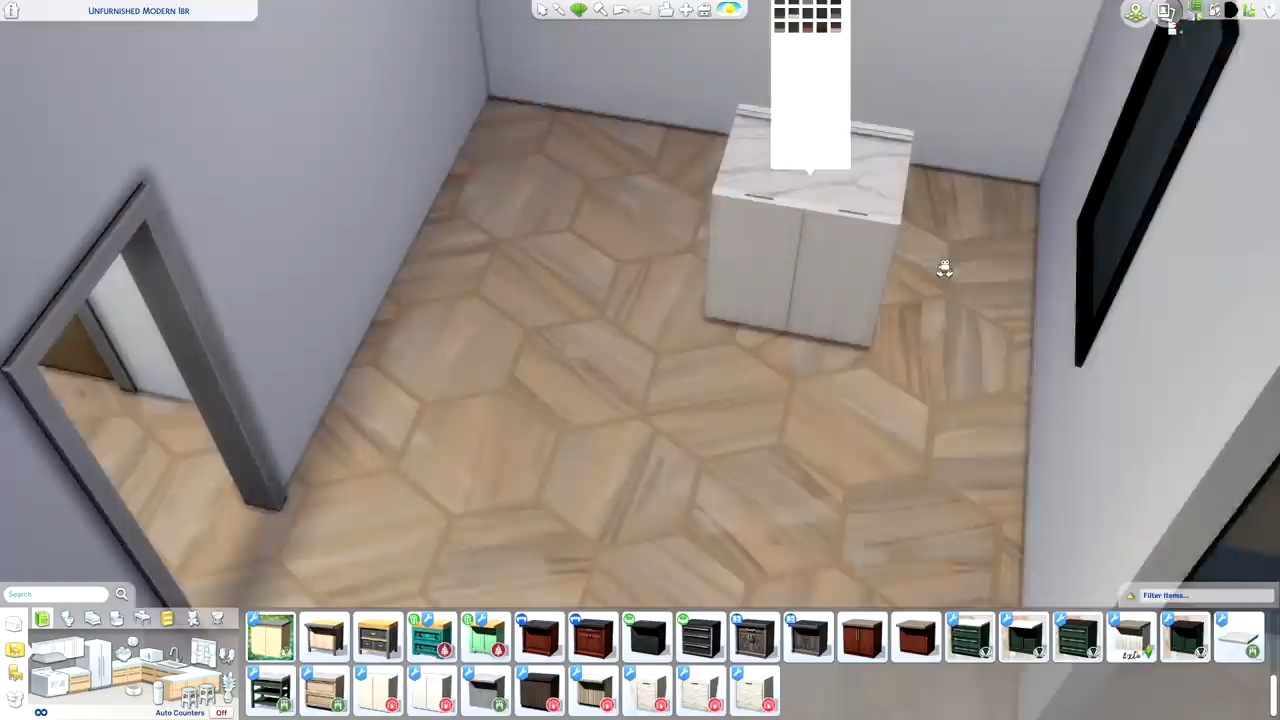 UNFURNISHED MODERN 1BR
Search
Filter Items...
Auto Counters
Off